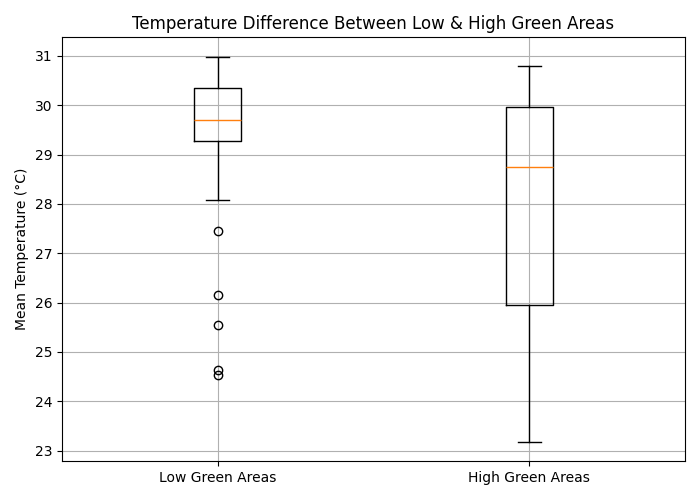 Temperature Difference Between Low & High Green Areas
Mean Temperature (°C)
31
30
29
28
27
26
25
24
23
Low Green Areas
High Green Areas